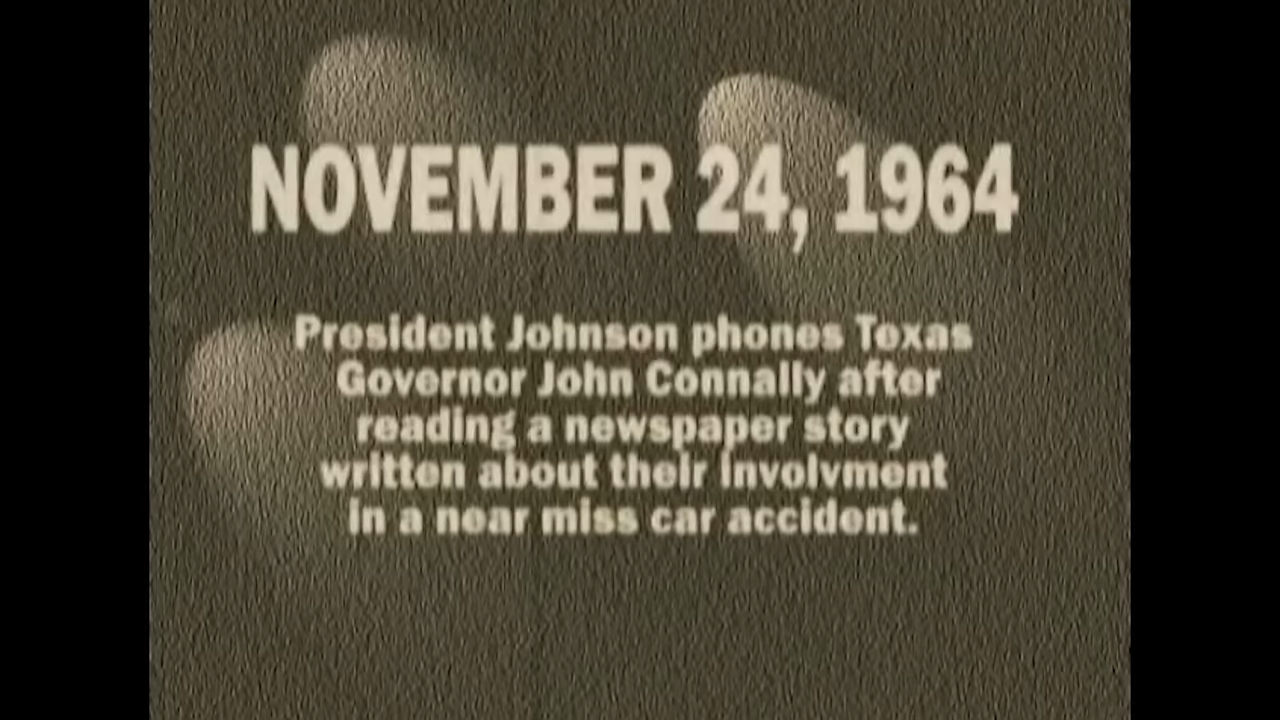 NOVEMBER 24, 1964
President Johnson phones Texas
Governor John Connally after
reading a newspaper story
written about their involvment
in a near miss car accident.